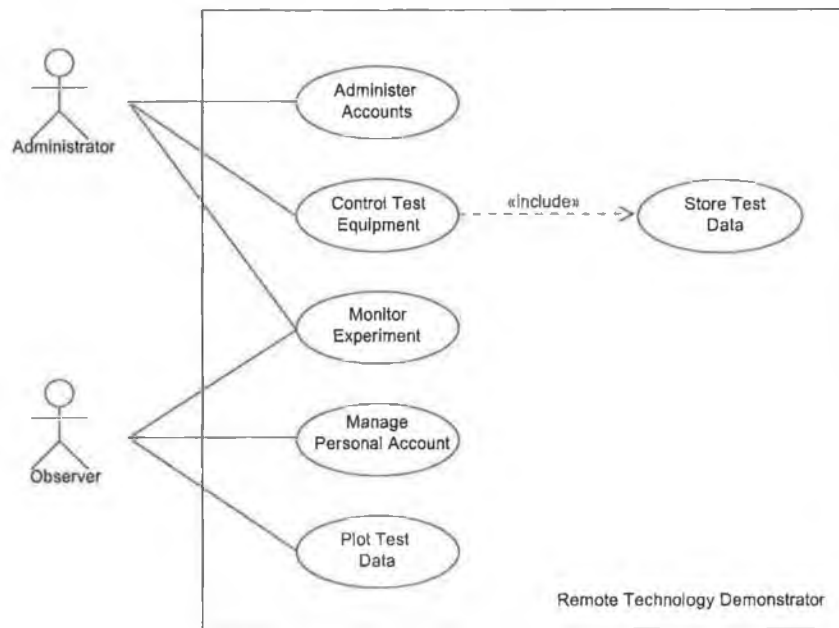 Administrator
Administer
Accounts
Control Test
Equipment
«include»
Store Test
Data
Monitor
Experiment
Observer
Manage
Personal Account
Plot Test
Data
Remote Technology Demonstrator